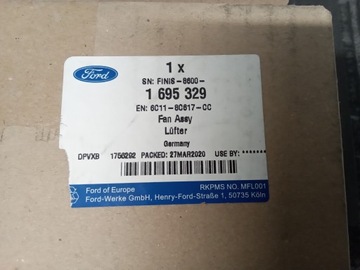 Ford
1 x
SN: FINIS-8600-
1 695 329
EN: 6C11-8C617-CC
Fan Assy
Lüfter
Germany
DPVXB 1756292 PACKED: 27MAR2020 USE BY:*******
Ford of Europe
RKPMS NO. MFL001
Ford-Werke GmbH, Henry-Ford-Straße 1, 50735 Köln